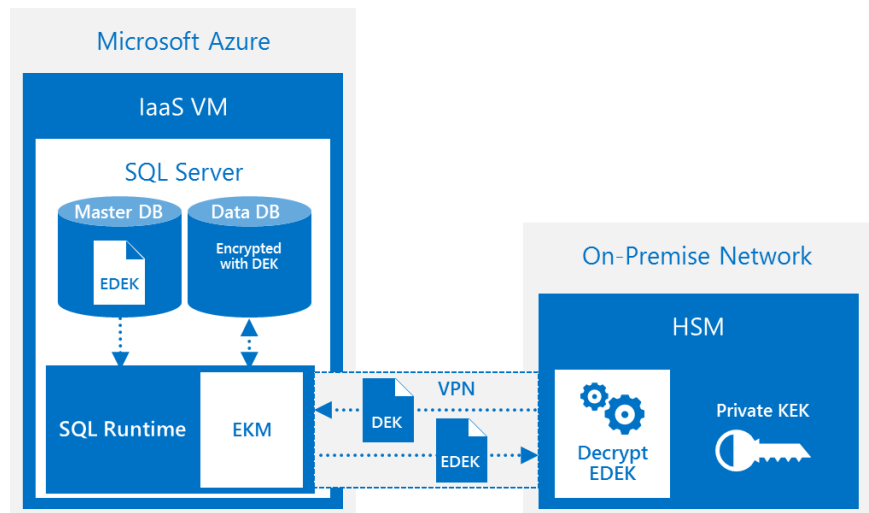 Microsoft Azure
IaaS VM
SQL Server
Master DB
Data DB
EDEK
Encrypted
with DEK
SQL Runtime
EKM
VPN
DEK
EDEK
On-Premise Network
HSM
Decrypt
EDEK
Private KEK